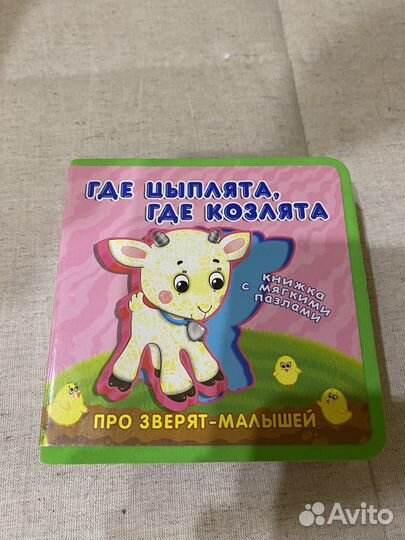 ГДЕ ЦЫПЛЯТА,
ГДЕ КОЗЛЯТА
КНИЖКА
С МЯГКИМИ
ПАЗЛАМИ
ПРО ЗВЕРЯТ-МАЛЫШЕЙ
Avito